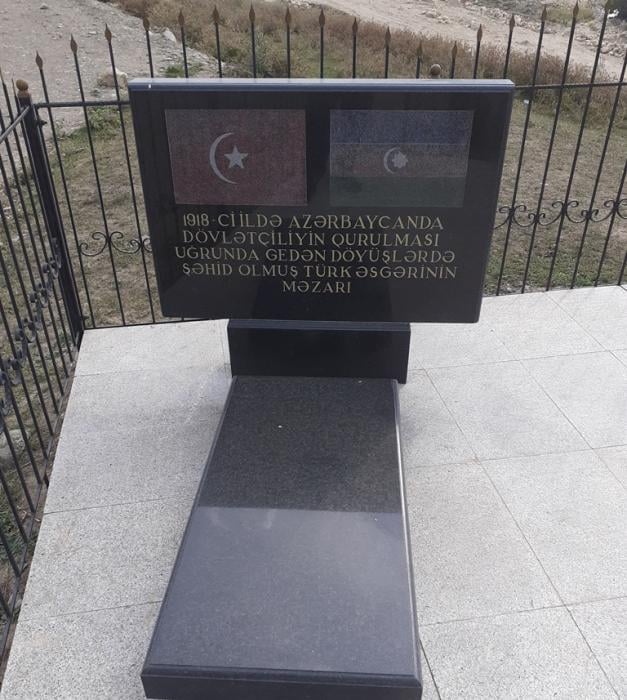 1918-Cİ İLDƏ AZƏRBAYCANDA
DÖVLƏTÇİLİYİN QURULMASI
UĞRUNDA GEDƏN DÖYÜŞLƏRDƏ
ŞƏHİD OLMUŞ TÜRK ƏSGƏRİNİN
MƏZARI